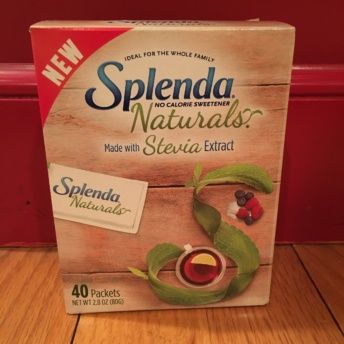 NEW
IDEAL FOR THE WHOLE FAMILY
Splenda
NO CALORIE SWEETENER
Naturals
Made with Stevia Extract
Splenda
Naturals
40 Packets
NET WT 2.8 OZ (80G)